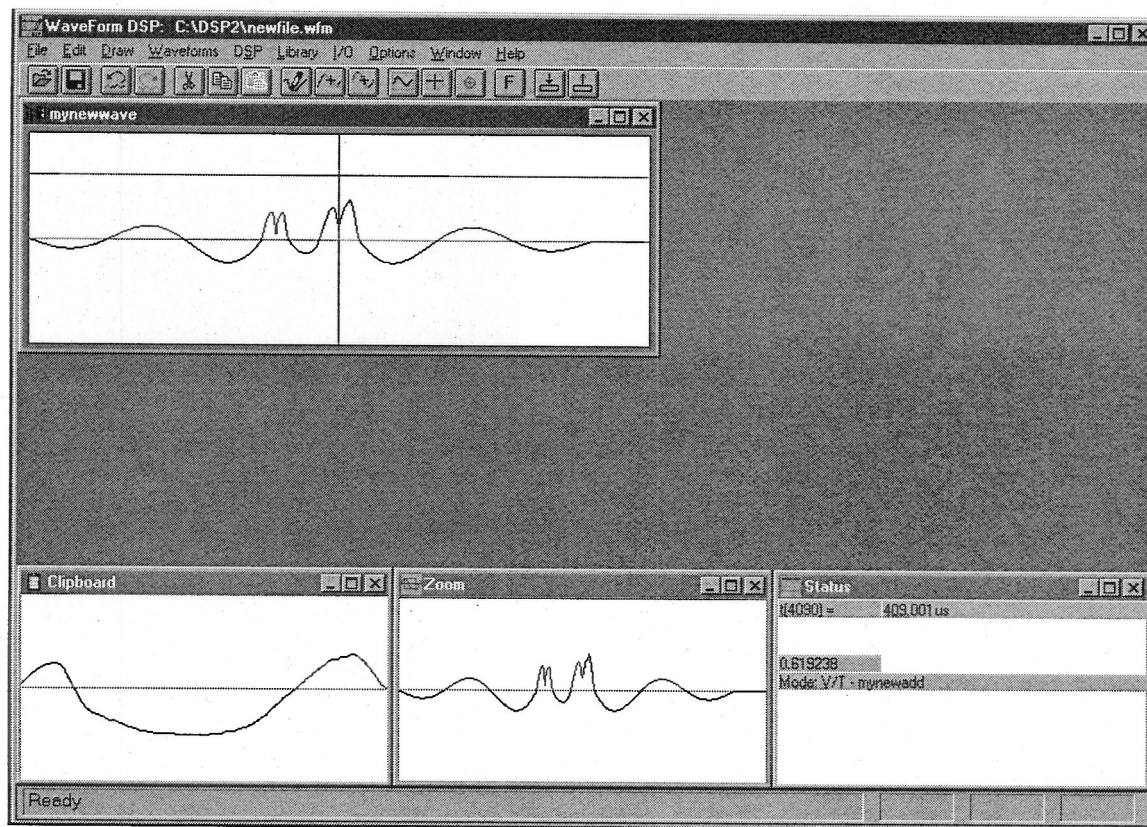 WaveForm DSP: C:\DSP2\newfile.wfm
File Edit Draw Waveforms DSP Library I/O Options Window Help
F
mynewwave
Clipboard
Zoom
Status
t(4090) = 409.001 us
0.619238
Mode: V/T - mynewadd
Ready